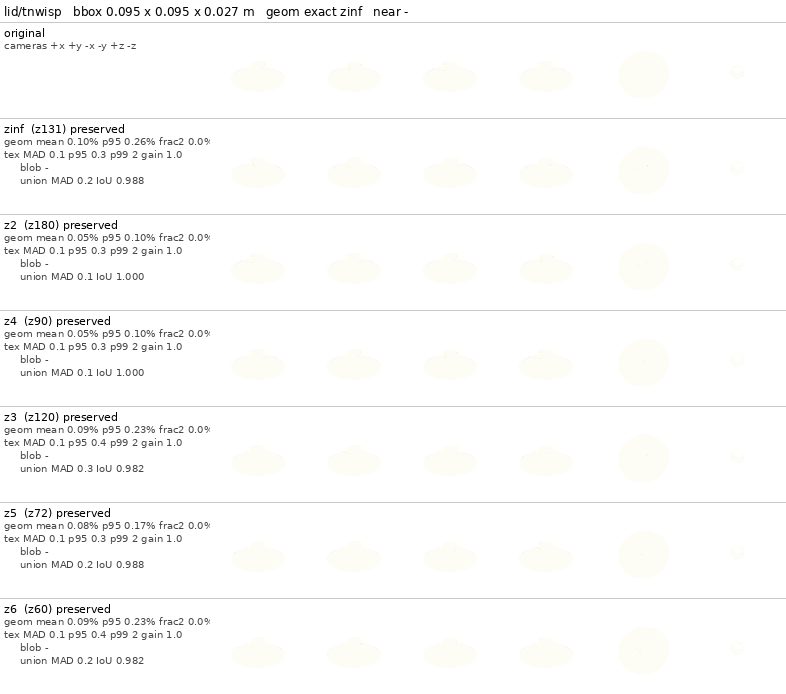 lid/tnwisp   bbox 0.095 x 0.095 x 0.027 m   geom exact zinf   near -
original
cameras +x +y -x -y +z -z
zinf  (z131) preserved
geom mean 0.10% p95 0.26% frac2 0.0%
tex MAD 0.1 p95 0.3 p99 2 gain 1.0
blob -
union MAD 0.2 IoU 0.988
z2  (z180) preserved
geom mean 0.05% p95 0.10% frac2 0.0%
tex MAD 0.1 p95 0.3 p99 2 gain 1.0
blob -
union MAD 0.1 IoU 1.000
z4  (z90) preserved
geom mean 0.05% p95 0.10% frac2 0.0%
tex MAD 0.1 p95 0.3 p99 2 gain 1.0
blob -
union MAD 0.1 IoU 1.000
z3  (z120) preserved
geom mean 0.09% p95 0.23% frac2 0.0%
tex MAD 0.1 p95 0.4 p99 2 gain 1.0
blob -
union MAD 0.3 IoU 0.982
z5  (z72) preserved
geom mean 0.08% p95 0.17% frac2 0.0%
tex MAD 0.1 p95 0.3 p99 2 gain 1.0
blob -
union MAD 0.2 IoU 0.988
z6  (z60) preserved
geom mean 0.09% p95 0.23% frac2 0.0%
tex MAD 0.1 p95 0.4 p99 2 gain 1.0
blob -
union MAD 0.2 IoU 0.982